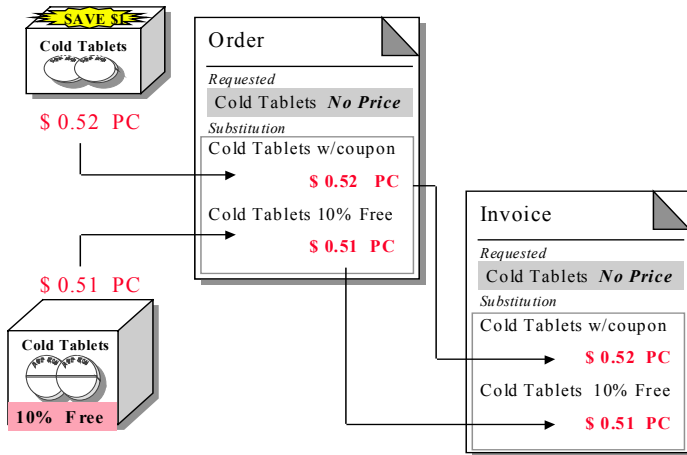 SAVE $1
Cold Tablets
$ 0.52 PC
$ 0.51 PC
Cold Tablets
10% Free
Order
Requested
Cold Tablets No Price
Substitution
Cold Tablets w/coupon
$ 0.52 PC
Cold Tablets 10% Free
$ 0.51 PC
Invoice
Requested
Cold Tablets No Price
Substitution
Cold Tablets w/coupon
$ 0.52 PC
Cold Tablets 10% Free
$ 0.51 PC